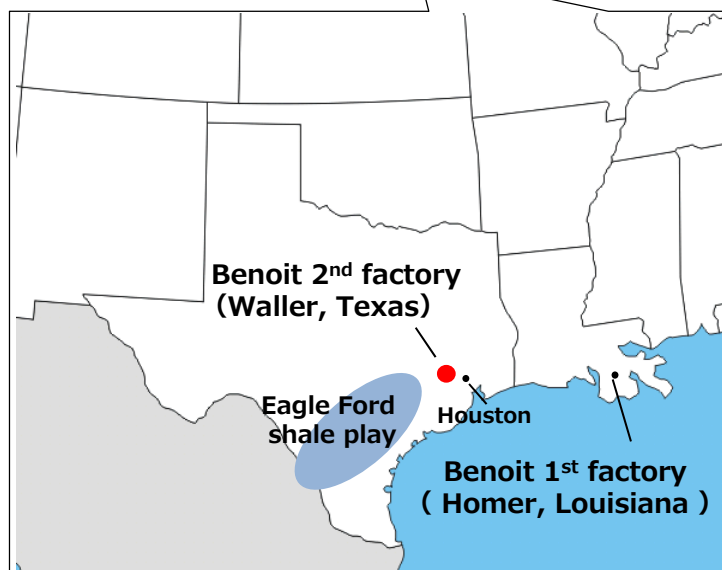 Benoit 2nd factory
（Waller, Texas）
Eagle Ford
shale play
Houston
Benoit 1st factory
（ Homer, Louisiana ）